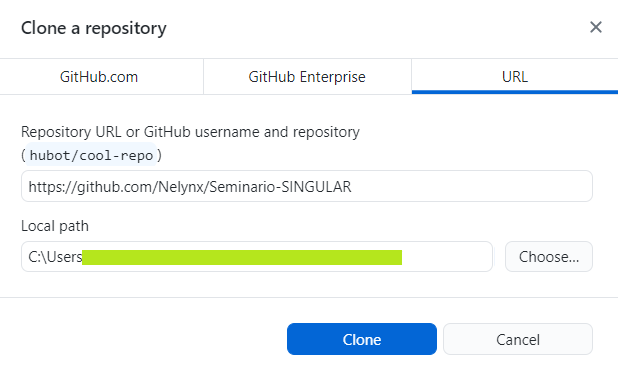 Clone a repository
GitHub.com
GitHub Enterprise
URL
Repository URL or GitHub username and repository
(hubot/cool-repo)
https://github.com/Nelynx/Seminario-SINGULAR
Local path
C:\Users
Choose...
Clone
Cancel